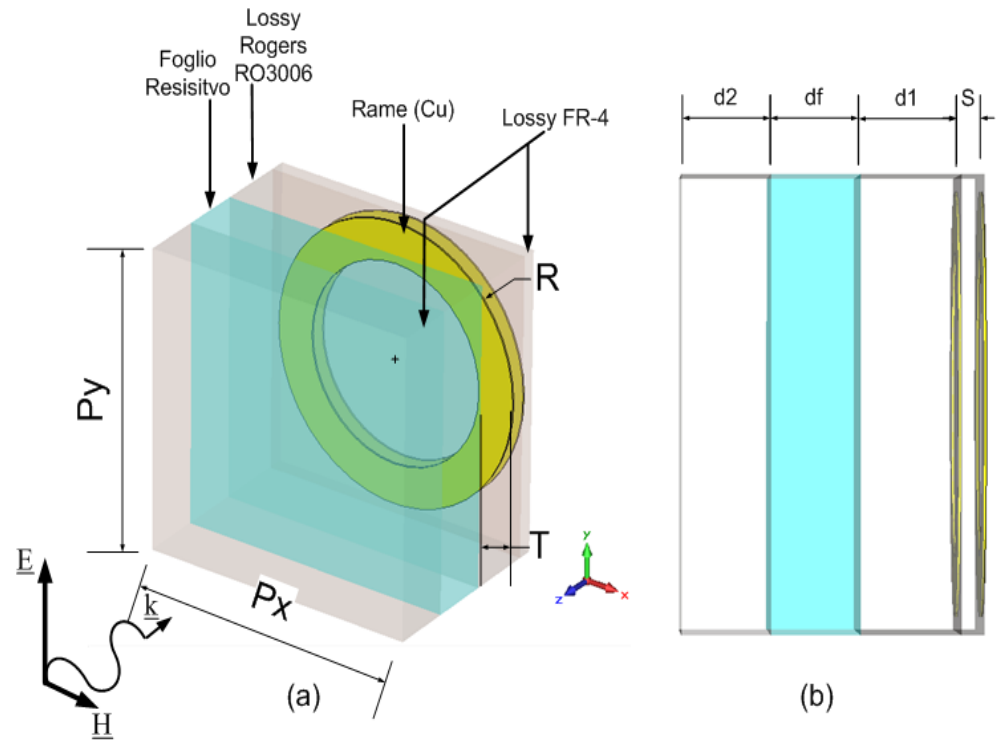 Lossy
Rogers
RO3006
Foglio
Resisitvo
Rame (Cu)
Lossy FR-4
R
Py
T
Px
E
k
H
y
x
z
(a)
d2
df
d1
S
(b)